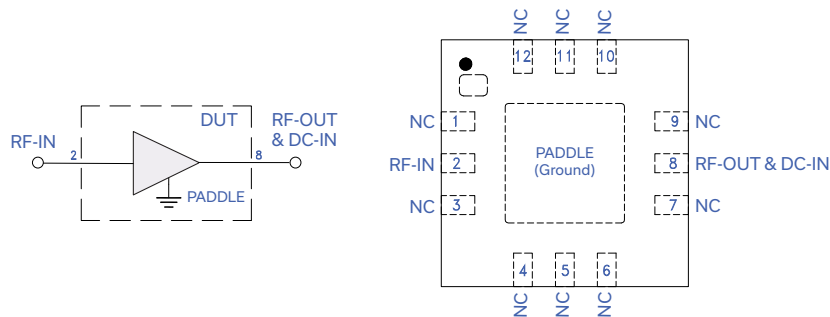 DUT
RF-IN
2
8
RF-OUT
& DC-IN
PADDLE
NC
NC
NC
12
11
10
NC
1
9
NC
RF-IN
2
PADDLE
(Ground)
8
RF-OUT & DC-IN
NC
3
7
NC
4
5
6
NC
NC
NC